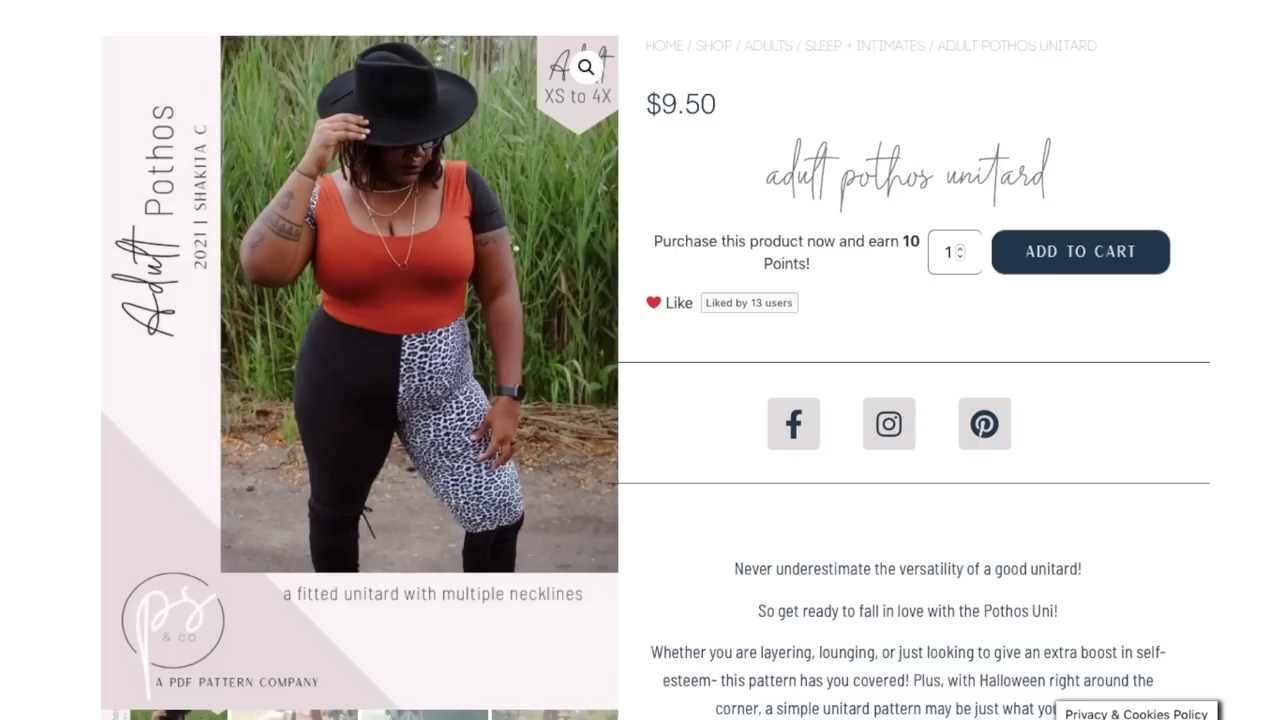 Adult
XS to 4X
Adult Pothos
2021 | SHAKITA C
a fitted unitard with multiple necklines
ps
& co
A PDF PATTERN COMPANY
HOME / SHOP / ADULTS / SLEEP + INTIMATES / ADULT POTHOS UNITARD
$9.50
adult pothos unitard
Purchase this product now and earn 10
Points!
1
ADD TO CART
Like
Liked by 13 users
Never underestimate the versatility of a good unitard!
So get ready to fall in love with the Pothos Uni!
Whether you are layering, lounging, or just looking to give an extra boost in self-
esteem- this pattern has you covered! Plus, with Halloween right around the
corner, a simple unitard pattern may be just what
Privacy & Cookies Policy